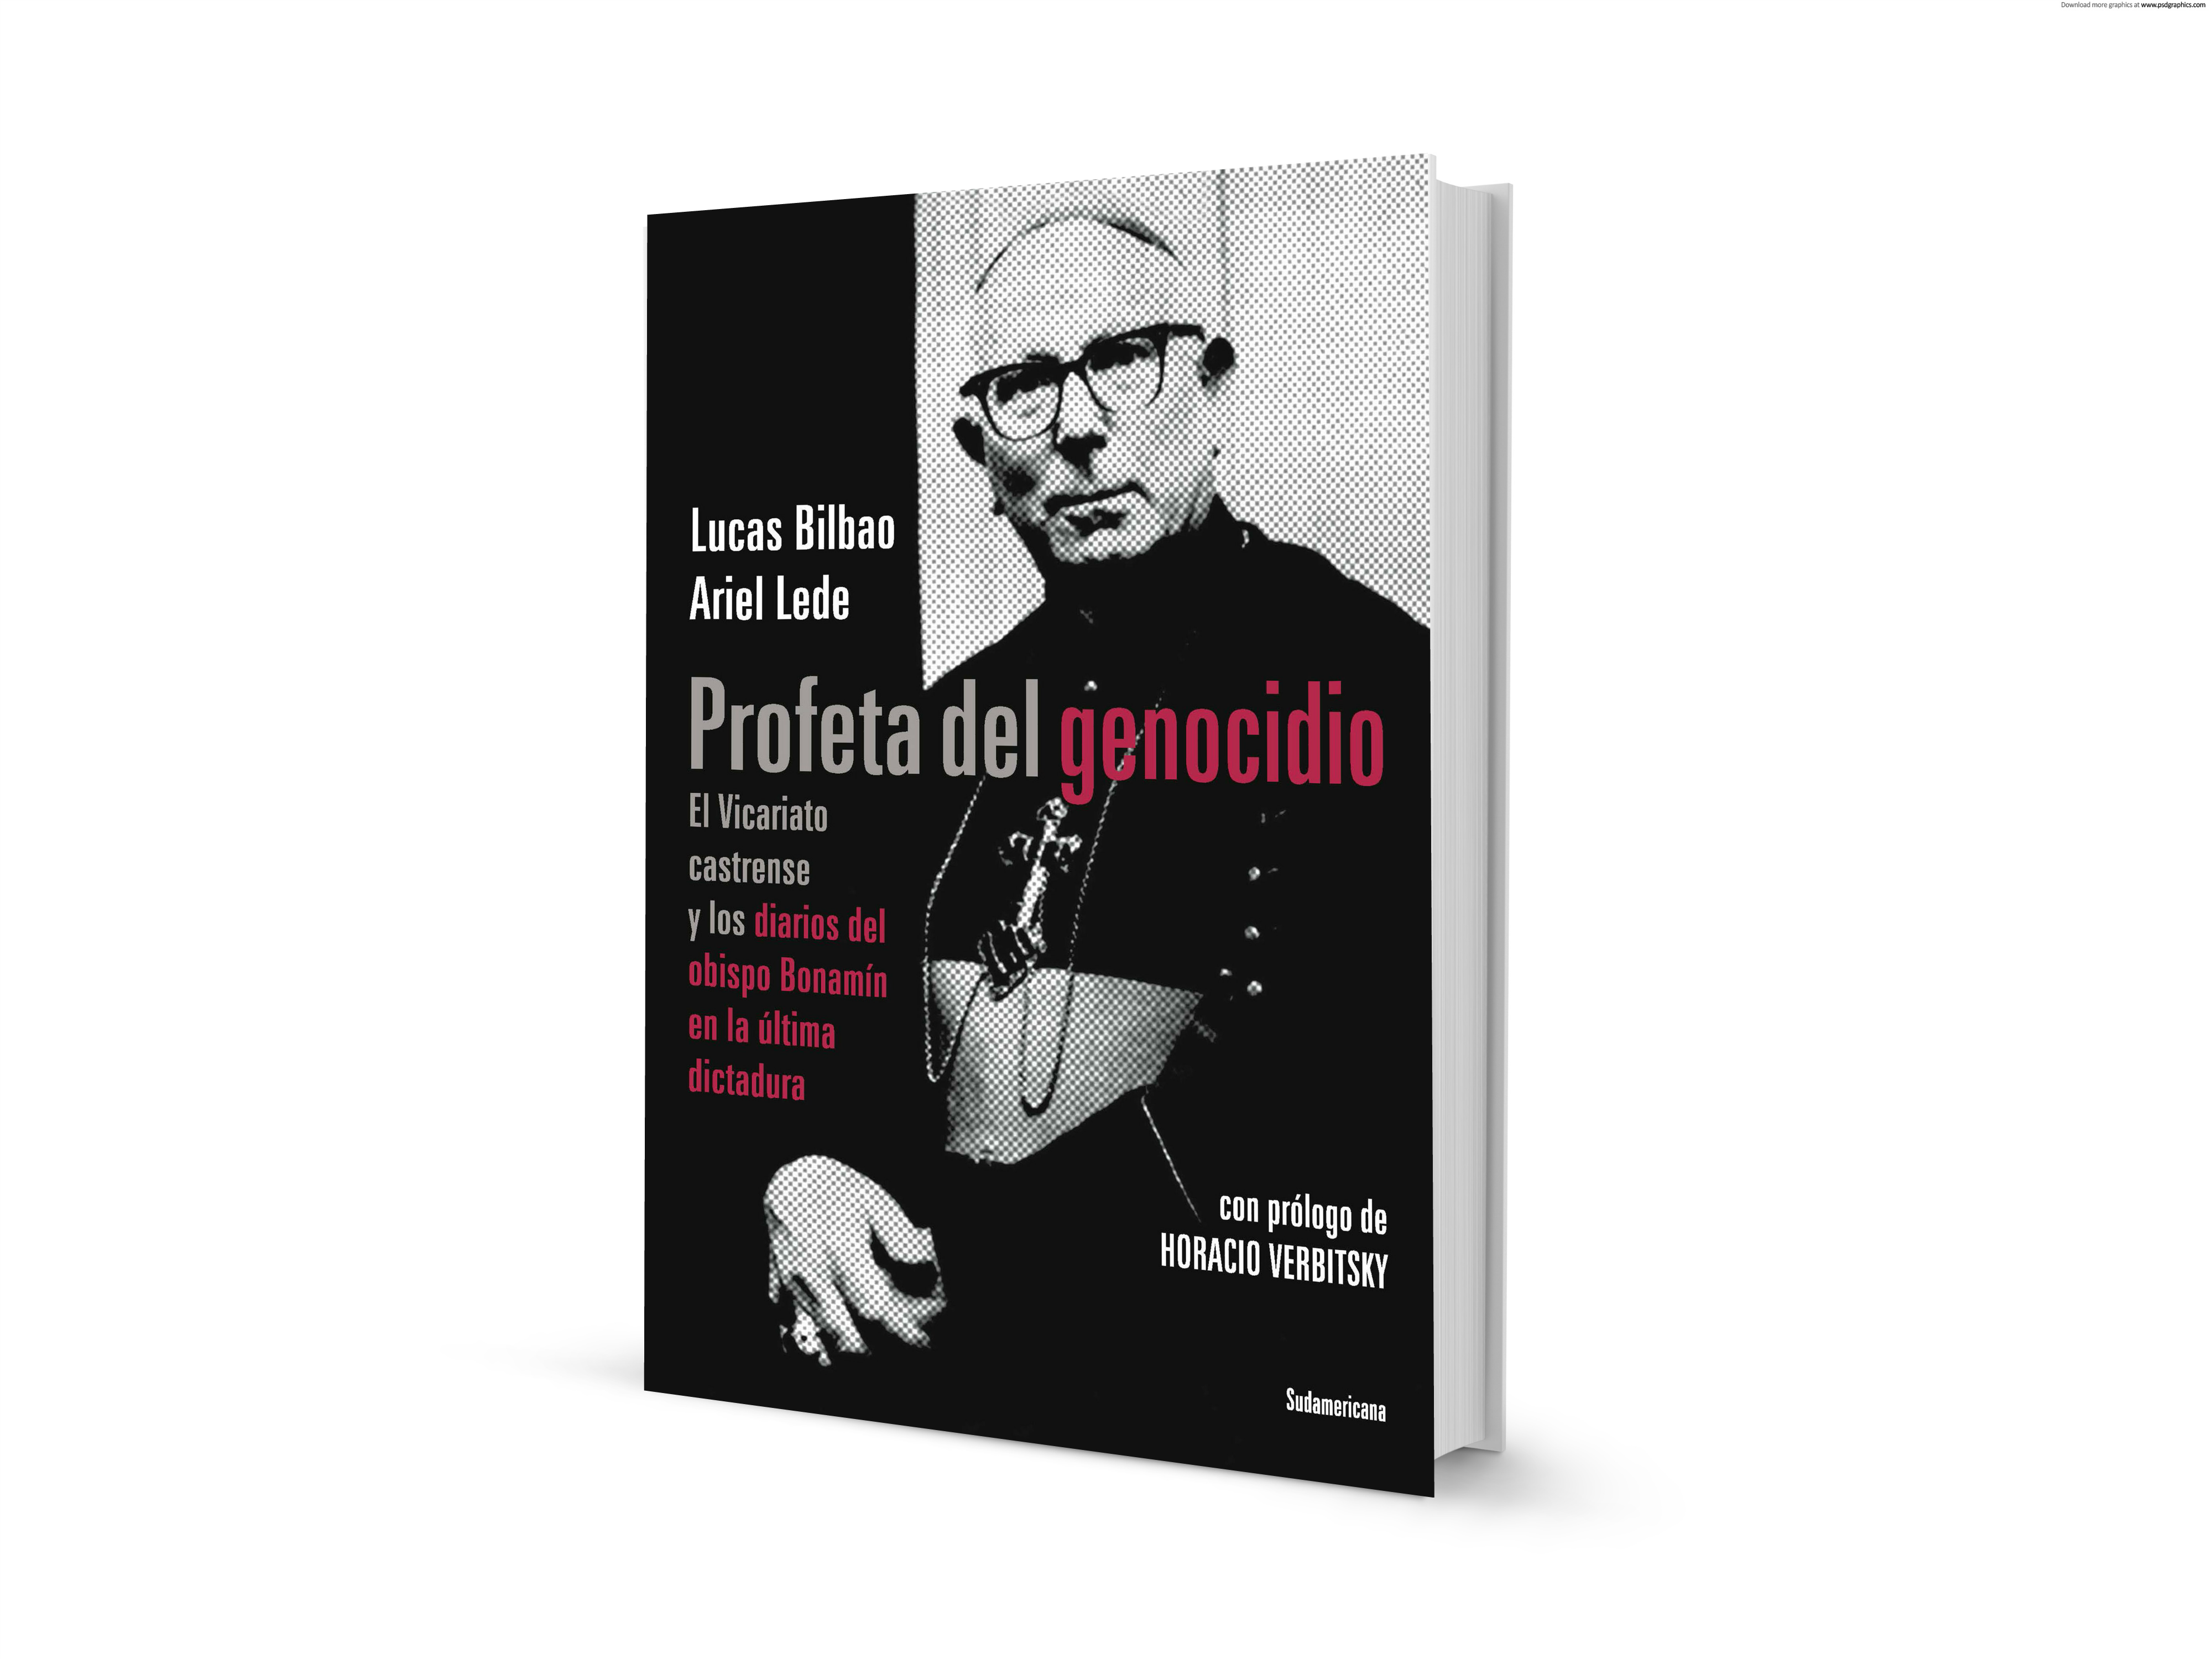 Download more graphics at www.psdgraphics.com
Lucas Bilbao
Ariel Lede
Profeta del genocidio
El Vicariato
castrense
y los diarios del
obispo Bonamín
en la última
dictadura
con prólogo de
HORACIO VERBITSKY
Sudamericana